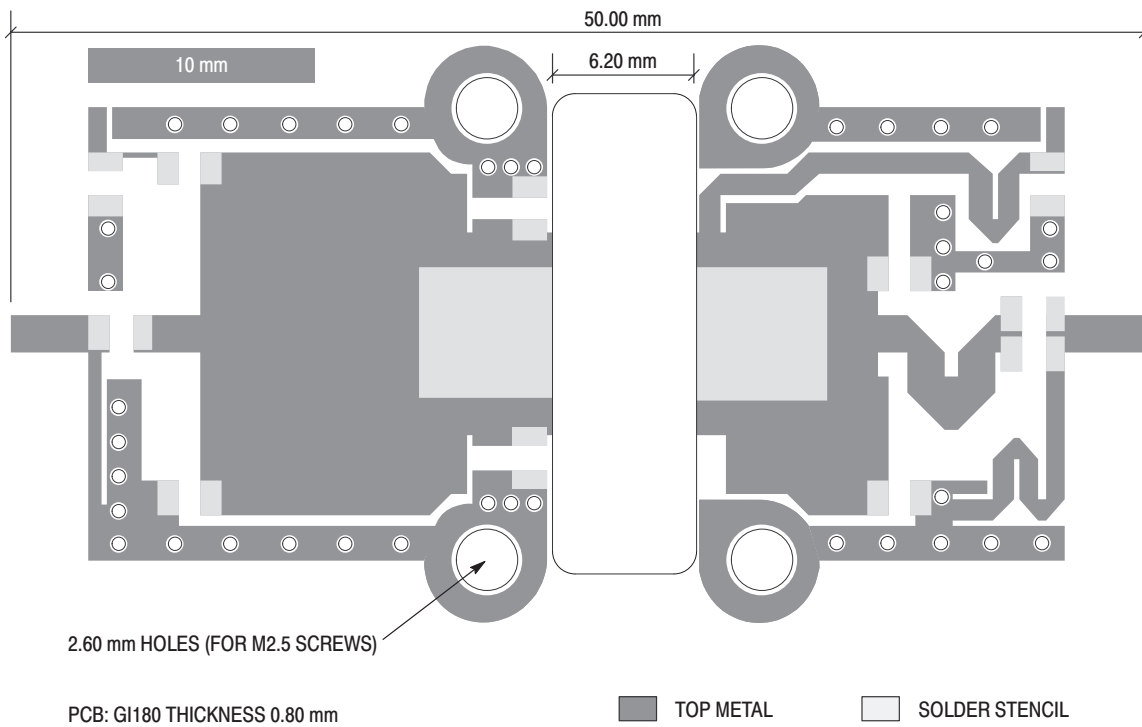 50.00 mm
6.20 mm
10 mm
2.60 mm HOLES (FOR M2.5 SCREWS)
PCB: GI180 THICKNESS 0.80 mm
TOP METAL
SOLDER STENCIL